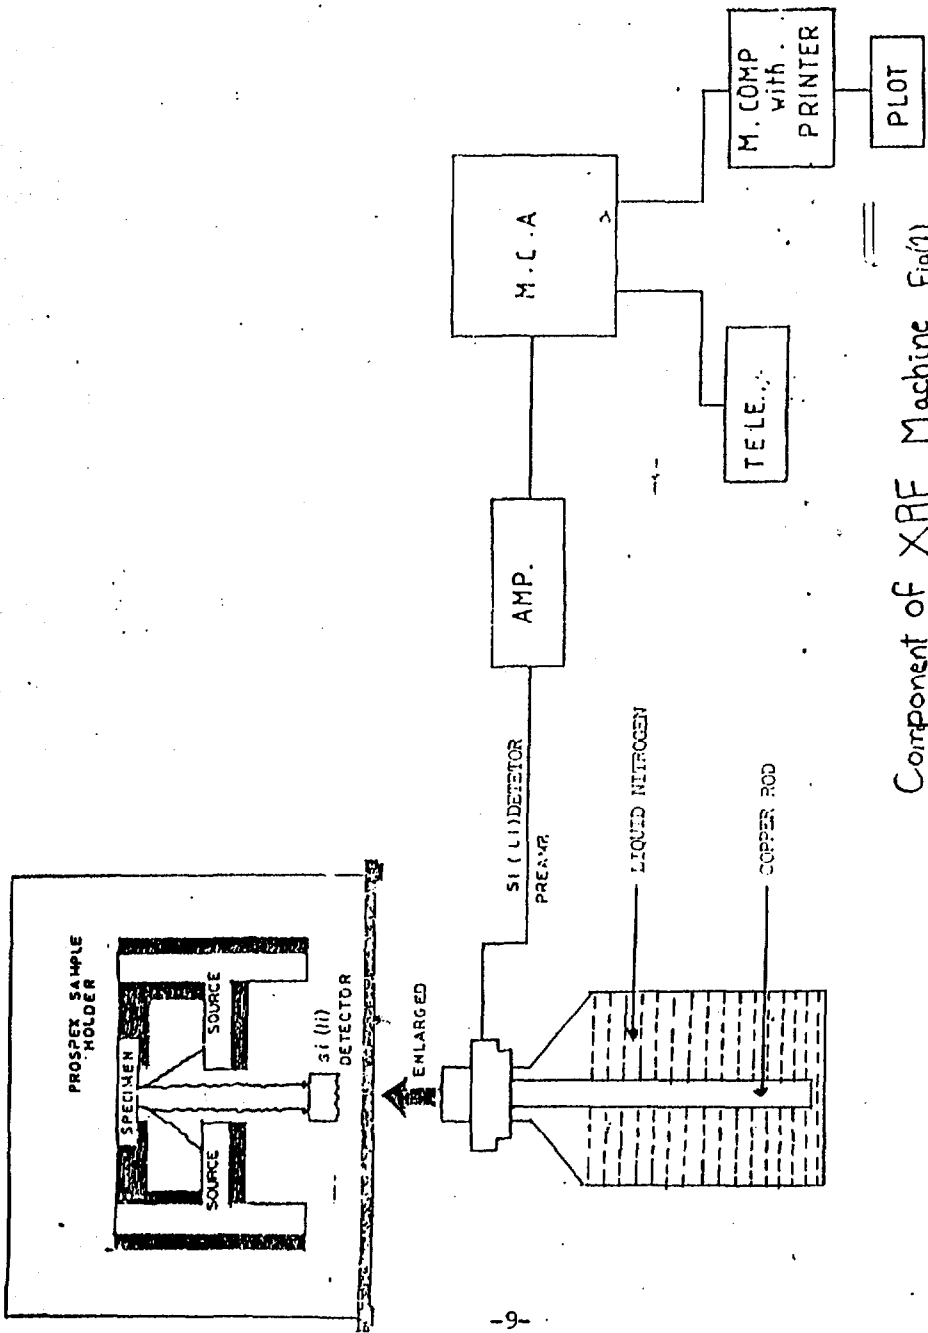 PROSPEX SAMPLE
HOLDER
SPECIMEN
SOURCE
SOURCE
si (li)
DETECTOR
ENLARGED
SI (LI) DETETOR
PREAMP.
LIQUID NITROGEN
COPPER ROD
AMP.
M.C.A
TELE.
M. COMP
with.
PRINTER
PLOT
Component of XRF Machine Fig(1)
-9-